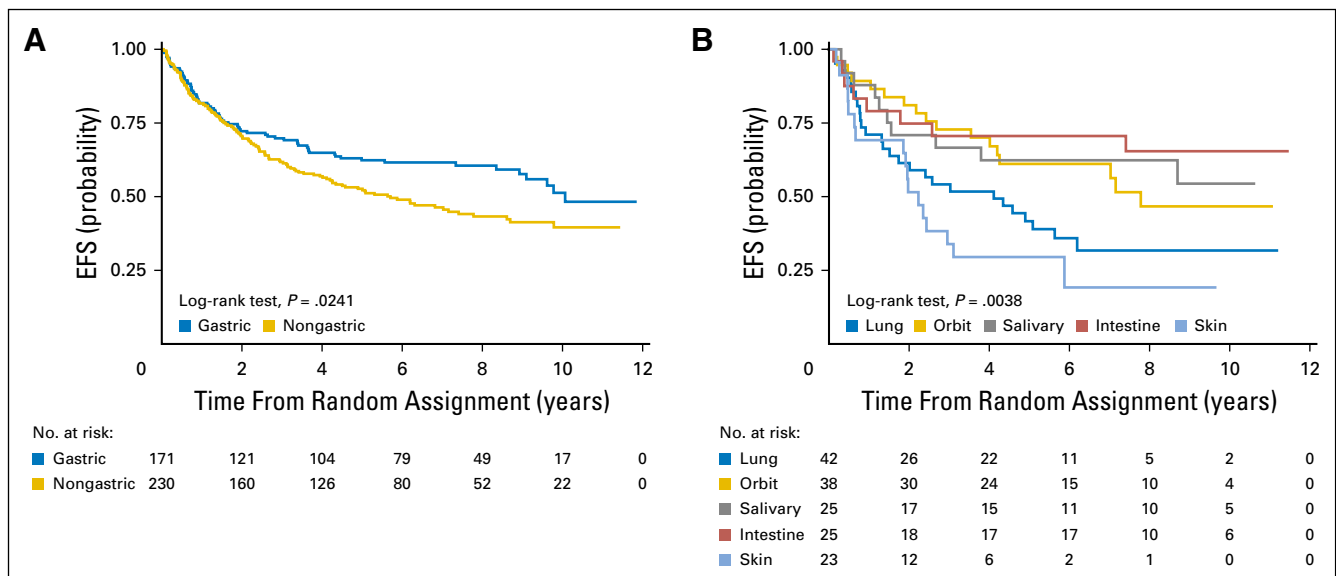 A
1.00
0.75
0.50
0.25
EFS (probability)
Log-rank test, P = .0241
Gastric Nongastric
0 2 4 6 8 10 12
Time From Random Assignment (years)
No. at risk:
Gastric 171 121 104 79 49 17 0
Nongastric 230 160 126 80 52 22 0
B
1.00
0.75
0.50
0.25
EFS (probability)
Log-rank test, P = .0038
Lung Orbit Salivary Intestine Skin
0 2 4 6 8 10 12
Time From Random Assignment (years)
No. at risk:
Lung 42 26 22 11 5 2 0
Orbit 38 30 24 15 10 4 0
Salivary 25 17 15 11 10 5 0
Intestine 25 18 17 17 10 6 0
Skin 23 12 6 2 1 0 0